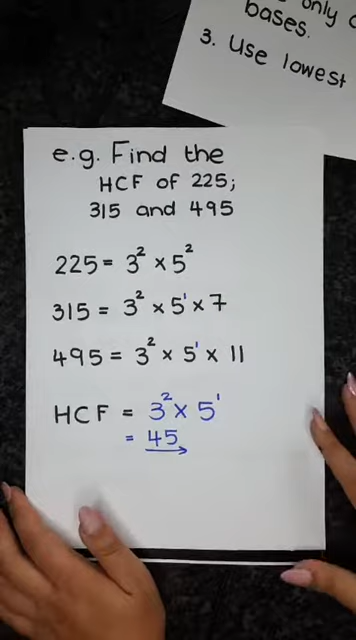 only
bases.
3. Use lowest
e.g. Find the
HCF of 225;
315 and 495
225 = 3² × 5²
315 = 3² × 5¹ × 7
495 = 3² × 5¹ × 11
HCF = 3² × 5¹
= 45